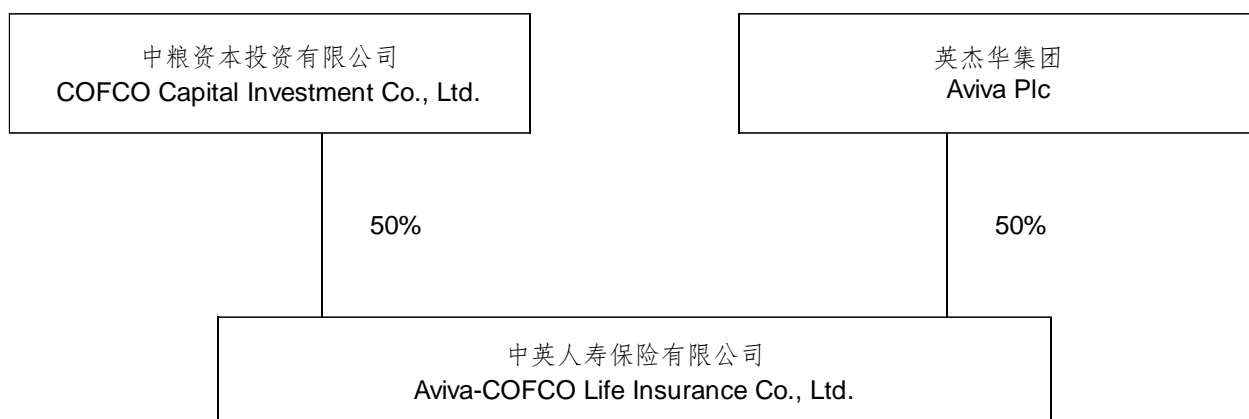 中粮资本投资有限公司
COFCO Capital Investment Co., Ltd.
英杰华集团
Aviva Plc
50%
50%
中英人寿保险有限公司
Aviva-COFCO Life Insurance Co., Ltd.